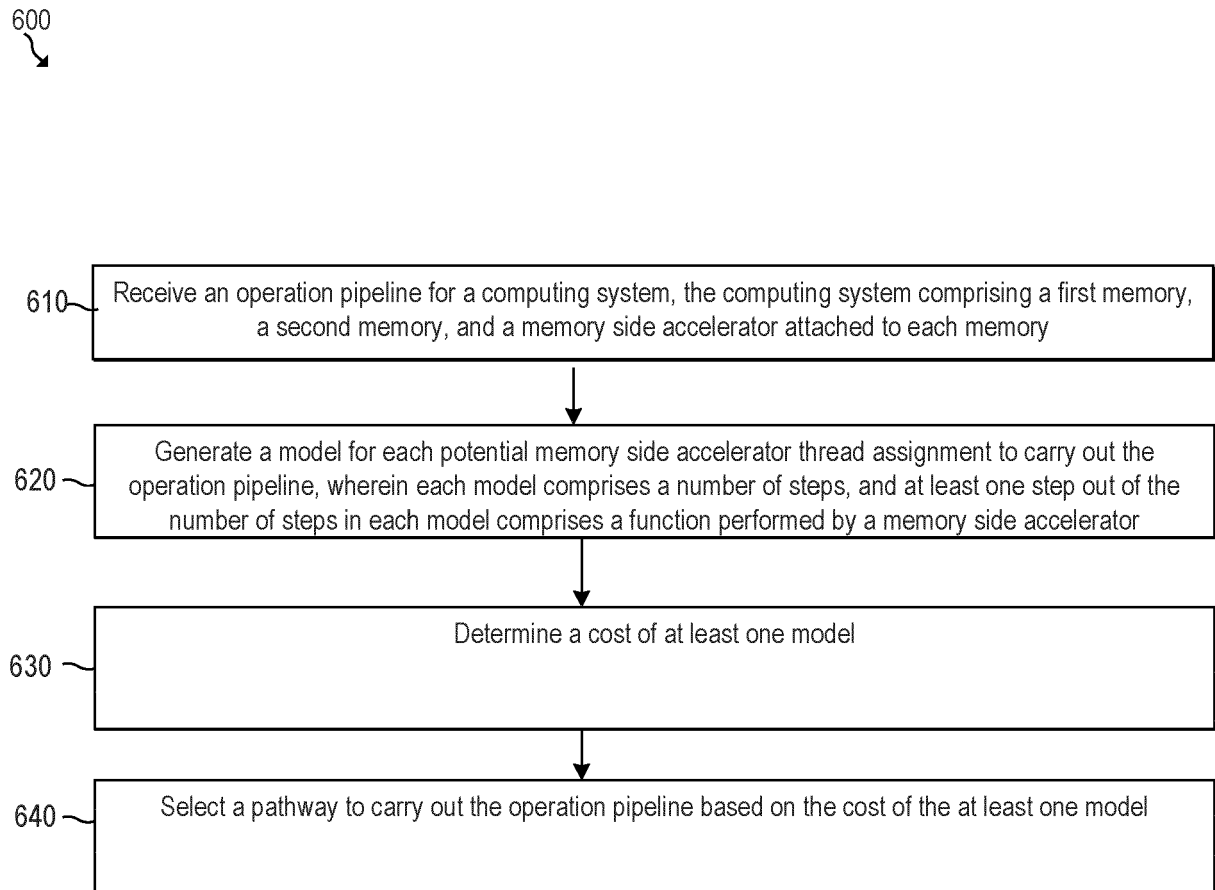 600
610
Receive an operation pipeline for a computing system, the computing system comprising a first memory,
a second memory, and a memory side accelerator attached to each memory
620
Generate a model for each potential memory side accelerator thread assignment to carry out the
operation pipeline, wherein each model comprises a number of steps, and at least one step out of the
number of steps in each model comprises a function performed by a memory side accelerator
630
Determine a cost of at least one model
640
Select a pathway to carry out the operation pipeline based on the cost of the at least one model